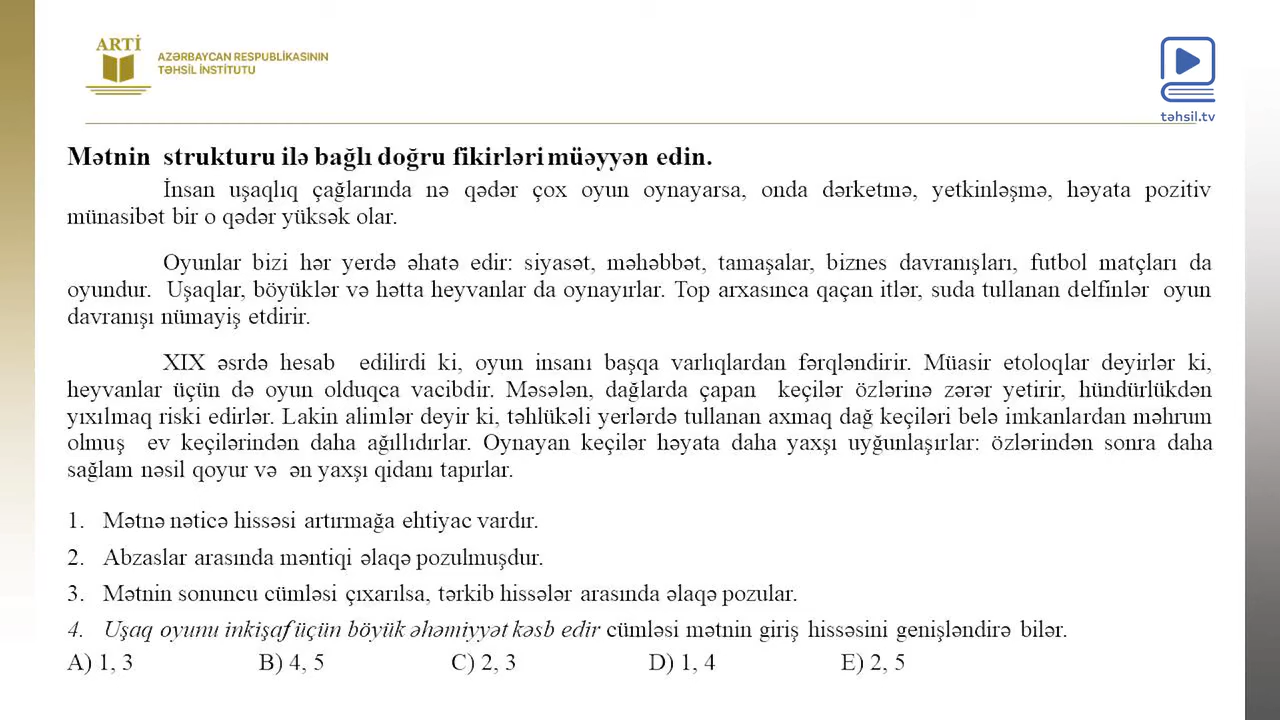 ARTİ
AZƏRBAYCAN RESPUBLİKASININ
TƏHSİL İNSTİTUTU
təhsil.tv
Mətnin strukturu ilə bağlı doğru fikirləri müəyyən edin.
İnsan uşaqlıq çağlarında nə qədər çox oyun oynayarsa, onda dərketmə, yetkinləşmə, həyata pozitiv
münasibət bir o qədər yüksək olar.
Oyunlar bizi hər yerdə əhatə edir: siyasət, məhəbbət, tamaşalar, biznes davranışları, futbol matçları da
oyundur. Uşaqlar, böyüklər və hətta heyvanlar da oynayırlar. Top arxasınca qaçan itlər, suda tullanan delfinlər oyun
davranışı nümayiş etdirir.
XIX əsrdə hesab edilirdi ki, oyun insanı başqa varlıqlardan fərqləndirir. Müasir etoloqlar deyirlər ki,
heyvanlar üçün də oyun olduqca vacibdir. Məsələn, dağlarda çapan keçilər özlərinə zərər yetirir, hündürlükdən
yıxılmaq riski edirlər. Lakin alimlər deyir ki, təhlükəli yerlərdə tullanan axmaq dağ keçiləri belə imkanlardan məhrum
olmuş ev keçilərindən daha ağıllıdırlar. Oynayan keçilər həyata daha yaxşı uyğunlaşırlar: özlərindən sonra daha
sağlam nəsil qoyur və ən yaxşı qidanı tapırlar.
1. Mətnə nəticə hissəsi artırmağa ehtiyac vardır.
2. Abzaslar arasında məntiqi əlaqə pozulmuşdur.
3. Mətnin sonuncu cümləsi çıxarılsa, tərkib hissələr arasında əlaqə pozular.
4. Uşaq oyunu inkişaf üçün böyük əhəmiyyət kəsb edir cümləsi mətnin giriş hissəsini genişləndirə bilər.
A) 1, 3 B) 4, 5 C) 2, 3 D) 1, 4 E) 2, 5